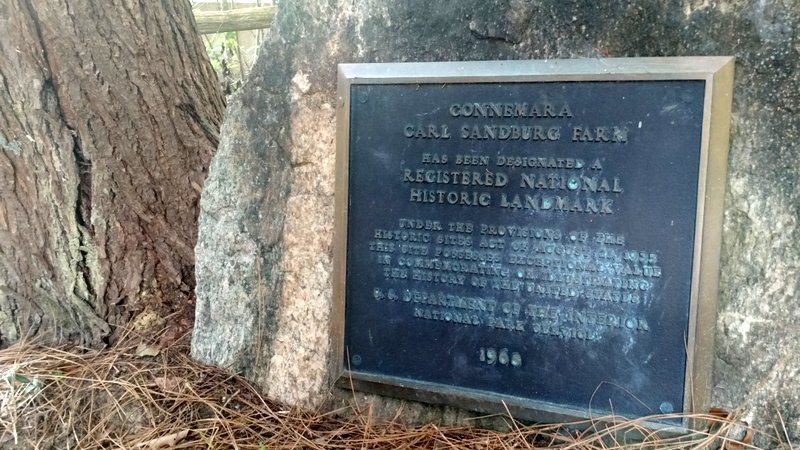 CONNEMARA
CARL SANDBURG FARM
HAS BEEN DESIGNATED A
REGISTERED NATIONAL
HISTORIC LANDMARK
UNDER THE PROVISIONS OF THE
HISTORIC SITES ACT OF AUGUST 21, 1935
THIS SITE POSSESSES EXCEPTIONAL VALUE
IN COMMEMORATING OR ILLUSTRATING
THE HISTORY OF THE UNITED STATES
U.S. DEPARTMENT OF THE INTERIOR
NATIONAL PARK SERVICE
1968